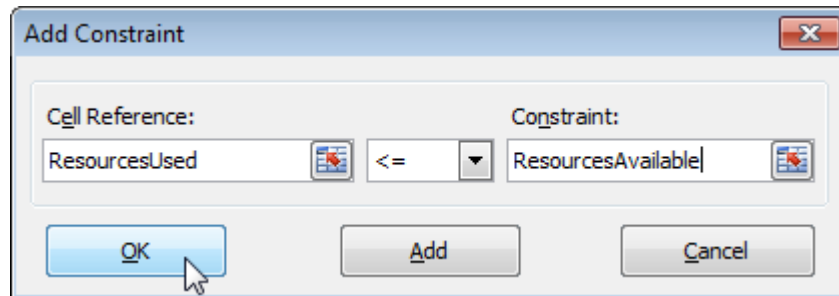 Add Constraint
Cell Reference: Constraint:
ResourcesUsed <= ResourcesAvailable
OK Add Cancel